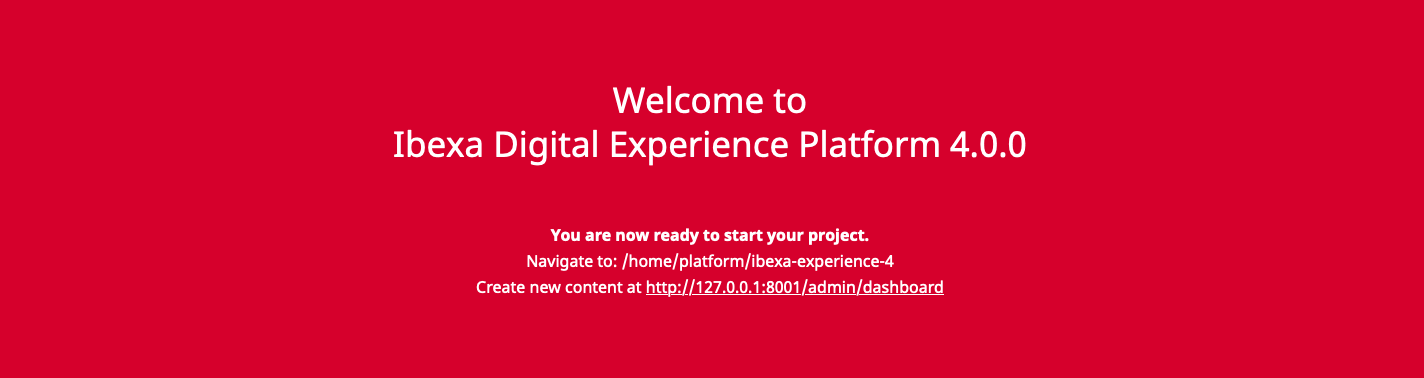 Welcome to
Ibexa Digital Experience Platform 4.0.0
You are now ready to start your project.
Navigate to: /home/platform/ibexa-experience-4
Create new content at http://127.0.0.1:8001/admin/dashboard